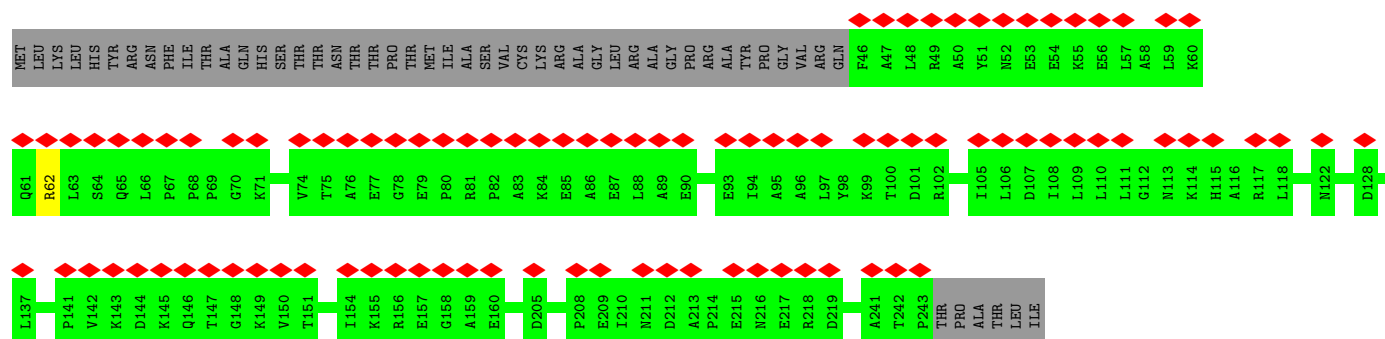 MET LEU LYS LEU HIS TYR ARG ASN PHE ILE THR ALA GLN HIS SER THR THR ASN THR THR PRO THR MET ILE ALA SER VAL CYS LYS ARG ALA GLY LEU ARG ALA GLY PRO ARG ALA TYR PRO GLY VAL ARG GLN F46 A47 L48 R49 A50 Y51 N52 E53 E54 K55 E56 L57 A58 L59 K60
Q61 R62 L63 S64 Q65 L66 P67 P68 P69 G70 K71 V74 T75 A76 E77 G78 E79 P80 R81 P82 A83 K84 E85 A86 E87 L88 A89 E90 E93 I94 A95 A96 L97 Y98 K99 T100 D101 R102 I105 L106 D107 I108 L109 L110 L111 G112 N113 K114 H115 A116 R117 L118 N122 D128
L137 P141 V142 K143 D144 K145 Q146 T147 G148 K149 V150 T151 I154 K155 R156 E157 G158 A159 E160 D205 P208 E209 I210 N211 D212 A213 P214 E215 N216 E217 R218 D219 A241 T242 P243 THR PRO ALA THR LEU ILE